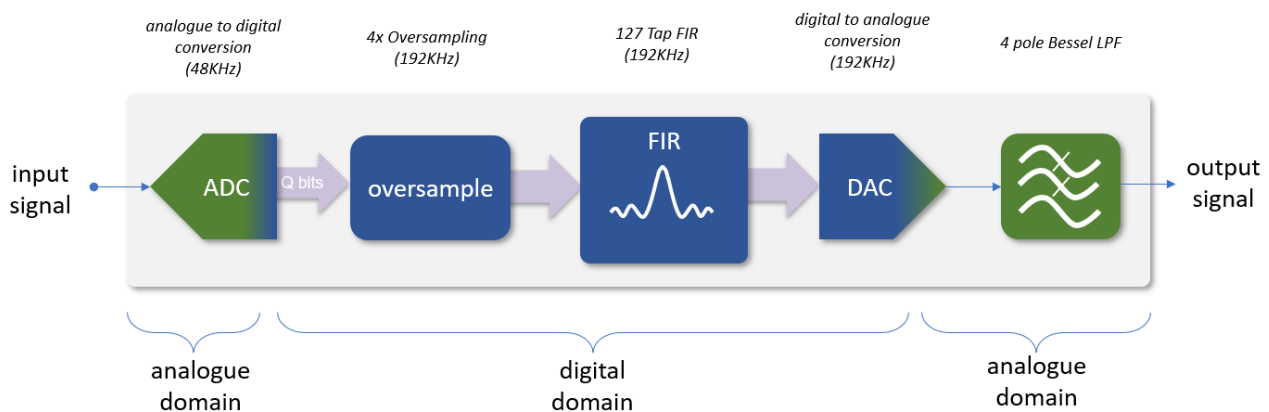 analogue to digital
conversion
(48KHz)
4x Oversampling
(192KHz)
127 Tap FIR
(192KHz)
digital to analogue
conversion
(192KHz)
4 pole Bessel LPF
input
signal
ADC
Q bits
oversample
FIR
DAC
output
signal
analogue
domain
digital
domain
analogue
domain